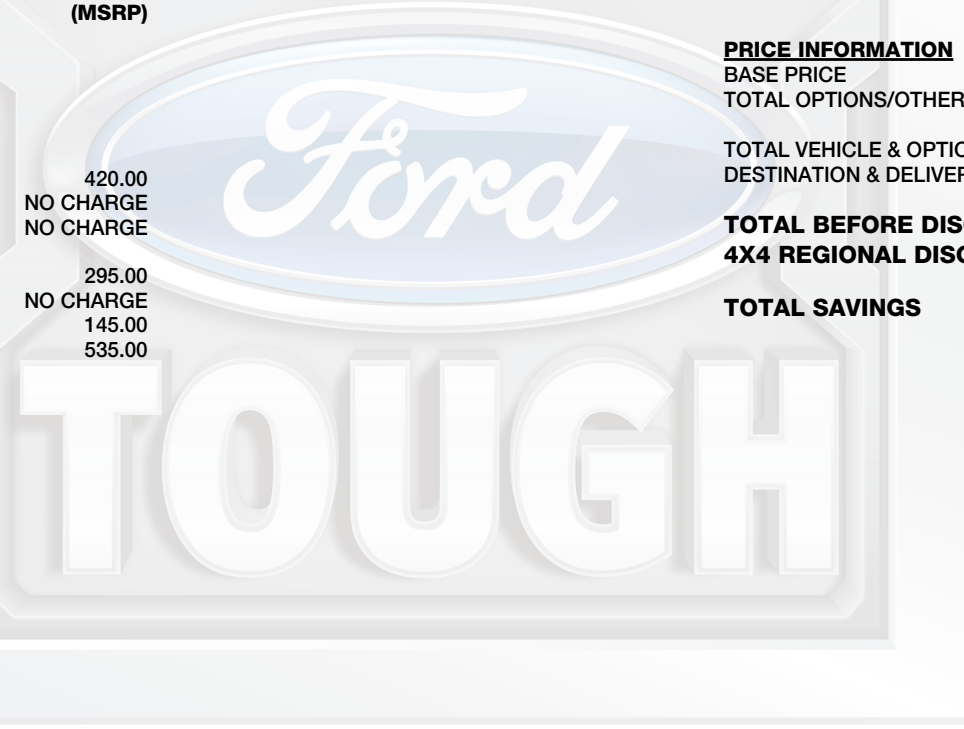 (MSRP)
420.00
NO CHARGE
NO CHARGE
295.00
NO CHARGE
145.00
535.00
PRICE INFORMATION
BASE PRICE
TOTAL OPTIONS/OTHER
TOTAL VEHICLE & OPTIO
DESTINATION & DELIVER
TOTAL BEFORE DISC
4X4 REGIONAL DISC
TOTAL SAVINGS
Ford
TOUGH